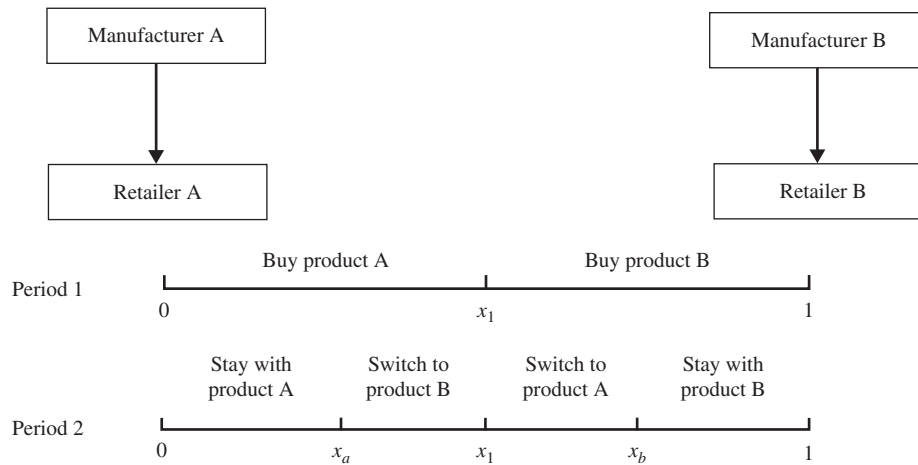 Manufacturer A
Manufacturer B
Retailer A
Retailer B
Buy product A
Buy product B
Period 1
0
x1
1
Stay with
product A
Switch to
product B
Switch to
product A
Stay with
product B
Period 2
0
xa
x1
xb
1